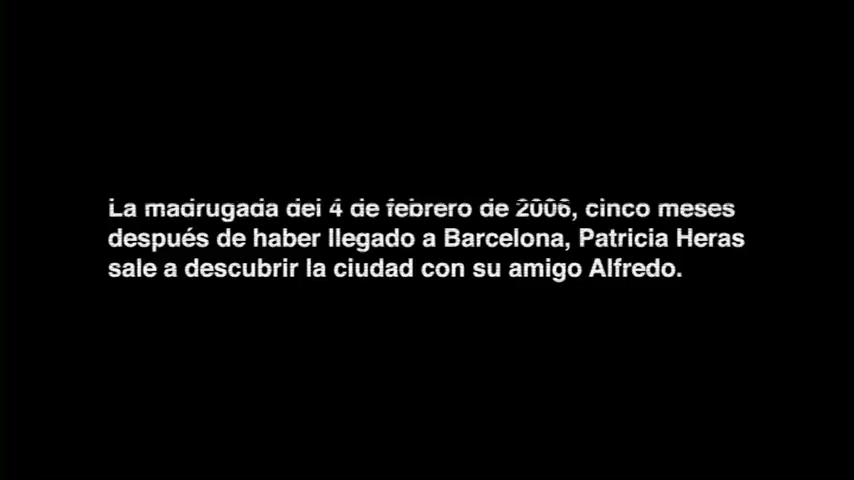 La madrugada del 4 de febrero de 2006, cinco meses
después de haber llegado a Barcelona, Patricia Heras
sale a descubrir la ciudad con su amigo Alfredo.